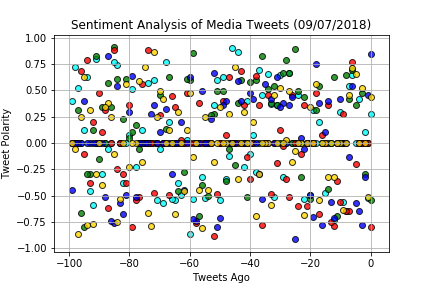 Sentiment Analysis of Media Tweets (09/07/2018)
1.00
0.75
0.50
0.25
0.00
−0.25
−0.50
−0.75
−1.00
Tweet Polarity
−100 −80 −60 −40 −20 0
Tweets Ago